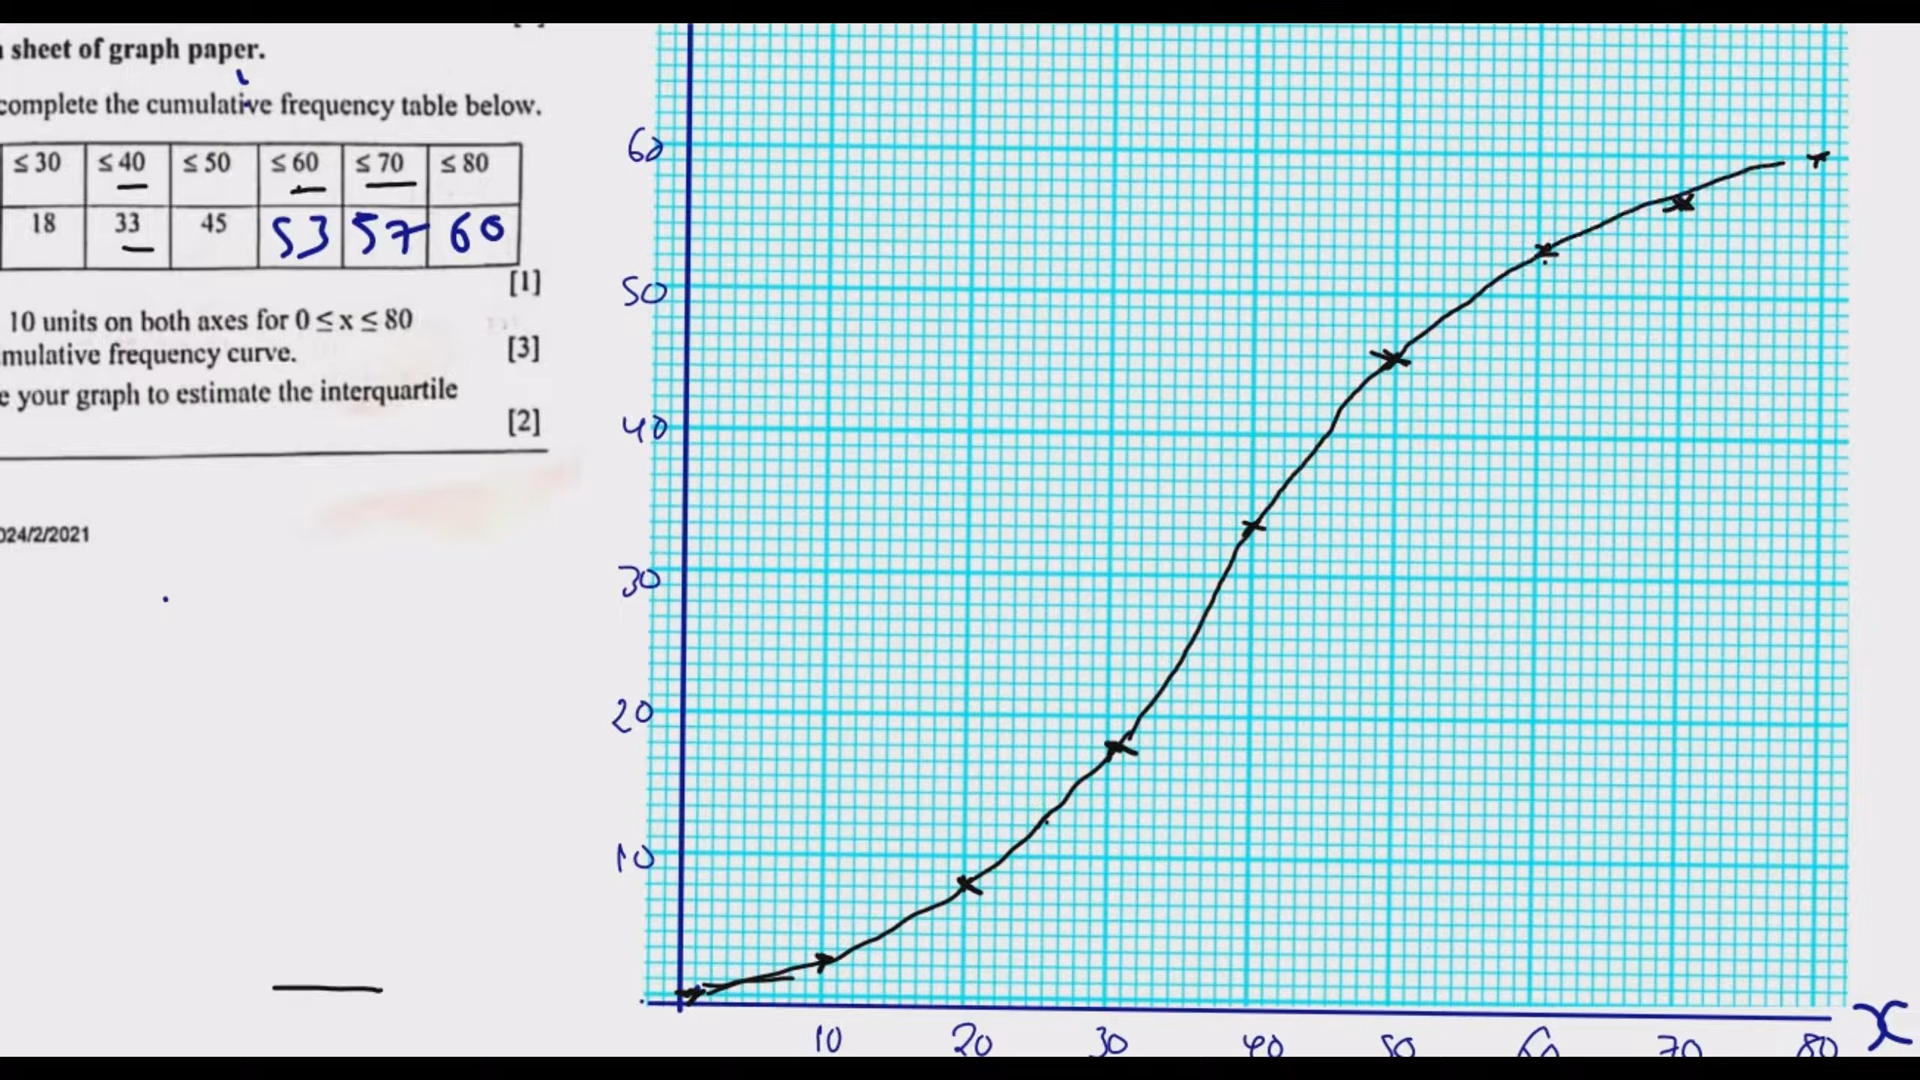 sheet of graph paper.
complete the cumulative frequency table below.
≤ 30 ≤ 40 ≤ 50 ≤ 60 ≤ 70 ≤ 80
18 33 45 53 57 60
[1]
10 units on both axes for 0 ≤ x ≤ 80
mulative frequency curve. [3]
e your graph to estimate the interquartile
[2]
024/2/2021
60
50
40
30
20
10
10 20 30 40 50 60 70 80 x